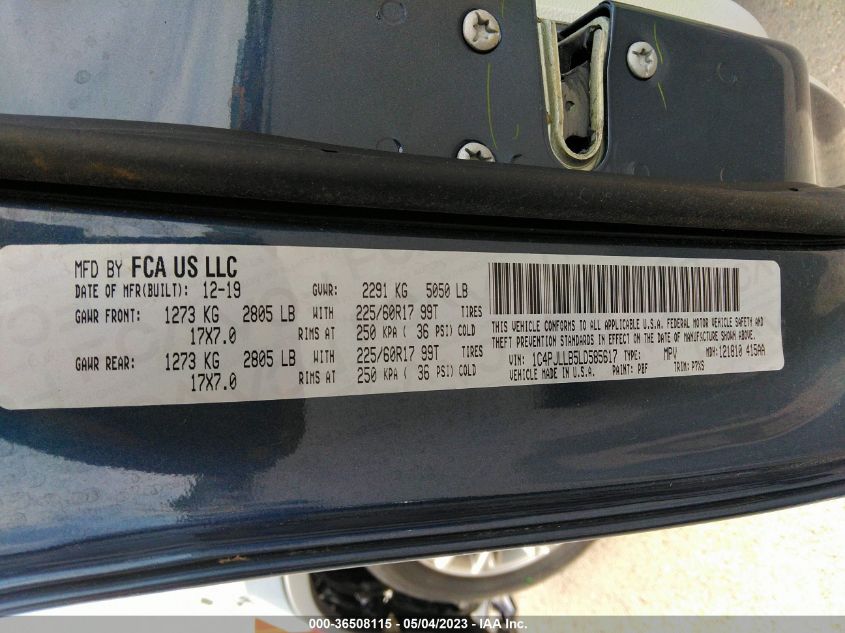 MFD BY FCA US LLC
DATE OF MFR(BUILT): 12-19 GVWR: 2291 KG 5050 LB
GAWR FRONT: 1273 KG 2805 LB WITH 225/60R17 99T TIRES
17X7.0 RIMS AT 250 KPA ( 36 PSI) COLD
GAWR REAR: 1273 KG 2805 LB WITH 225/60R17 99T TIRES
17X7.0 RIMS AT 250 KPA ( 36 PSI) COLD
THIS VEHICLE CONFORMS TO ALL APPLICABLE U.S.A. FEDERAL MOTOR VEHICLE SAFETY AND
THEFT PREVENTION STANDARDS IN EFFECT ON THE DATE OF MANUFACTURE SHOWN ABOVE.
VIN: 1C4PJLLB5LD585617 TYPE: MPV MDH: 121810 415AA
VEHICLE MADE IN U.S.A. PAINT: PBF TRIM: P7X9
000-36508115 - 05/04/2023 - IAA Inc.